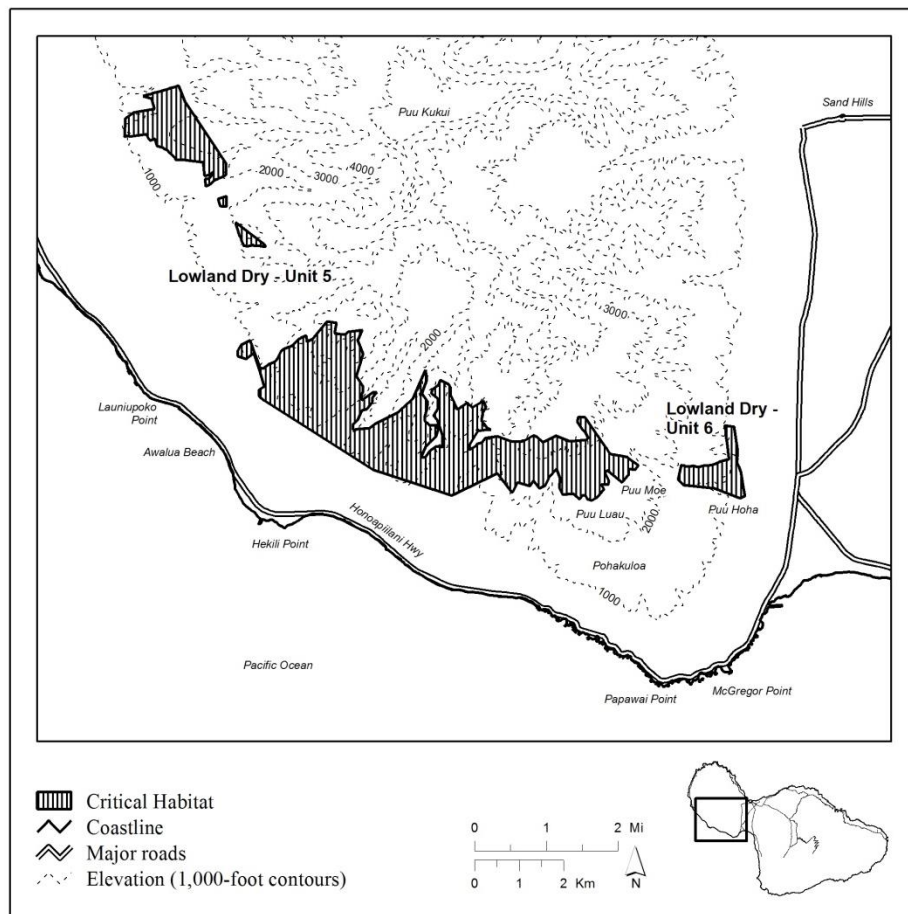 Sand Hills
Puu Kukui
4000
3000
2000
1000
Lowland Dry - Unit 5
3000
2000
Launiupoko
Point
Awalua Beach
Lowland Dry -
Unit 6
Puu Moe
Puu Luau
2000
Puu Hoha
Hekili Point
Honoapiilani Hwy
Pohakuloa
1000
Pacific Ocean
Papawai Point
McGregor Point
Critical Habitat
Coastline
Major roads
Elevation (1,000-foot contours)
0 1 2 Mi
0 1 2 Km
N